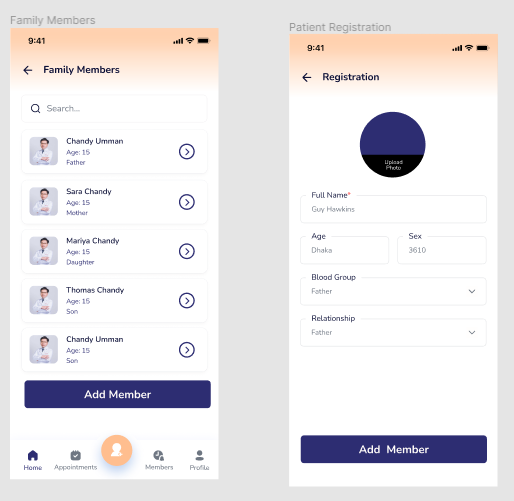 Family Members
9:41
Family Members
Search...
Chandy Umman
Age: 15
Father
Sara Chandy
Age: 15
Mother
Mariya Chandy
Age: 15
Daughter
Thomas Chandy
Age: 15
Son
Chandy Umman
Age: 15
Son
Add Member
Home
Appointments
Members
Profile
Patient Registration
9:41
Registration
Upload
Photo
Full Name*
Guy Hawkins
Age
Sex
Dhaka
3610
Blood Group
Father
Relationship
Father
Add Member